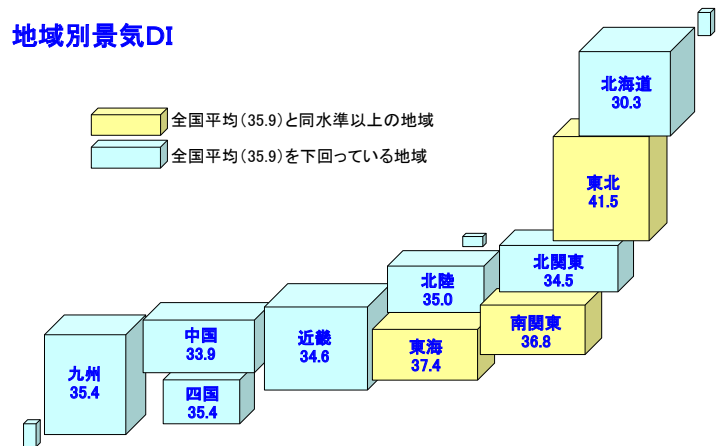 地域別景気DI
全国平均(35.9)と同水準以上の地域
全国平均(35.9)を下回っている地域
北海道
30.3
東北
41.5
北関東
34.5
北陸
35.0
南関東
36.8
東海
37.4
近畿
34.6
中国
33.9
四国
35.4
九州
35.4